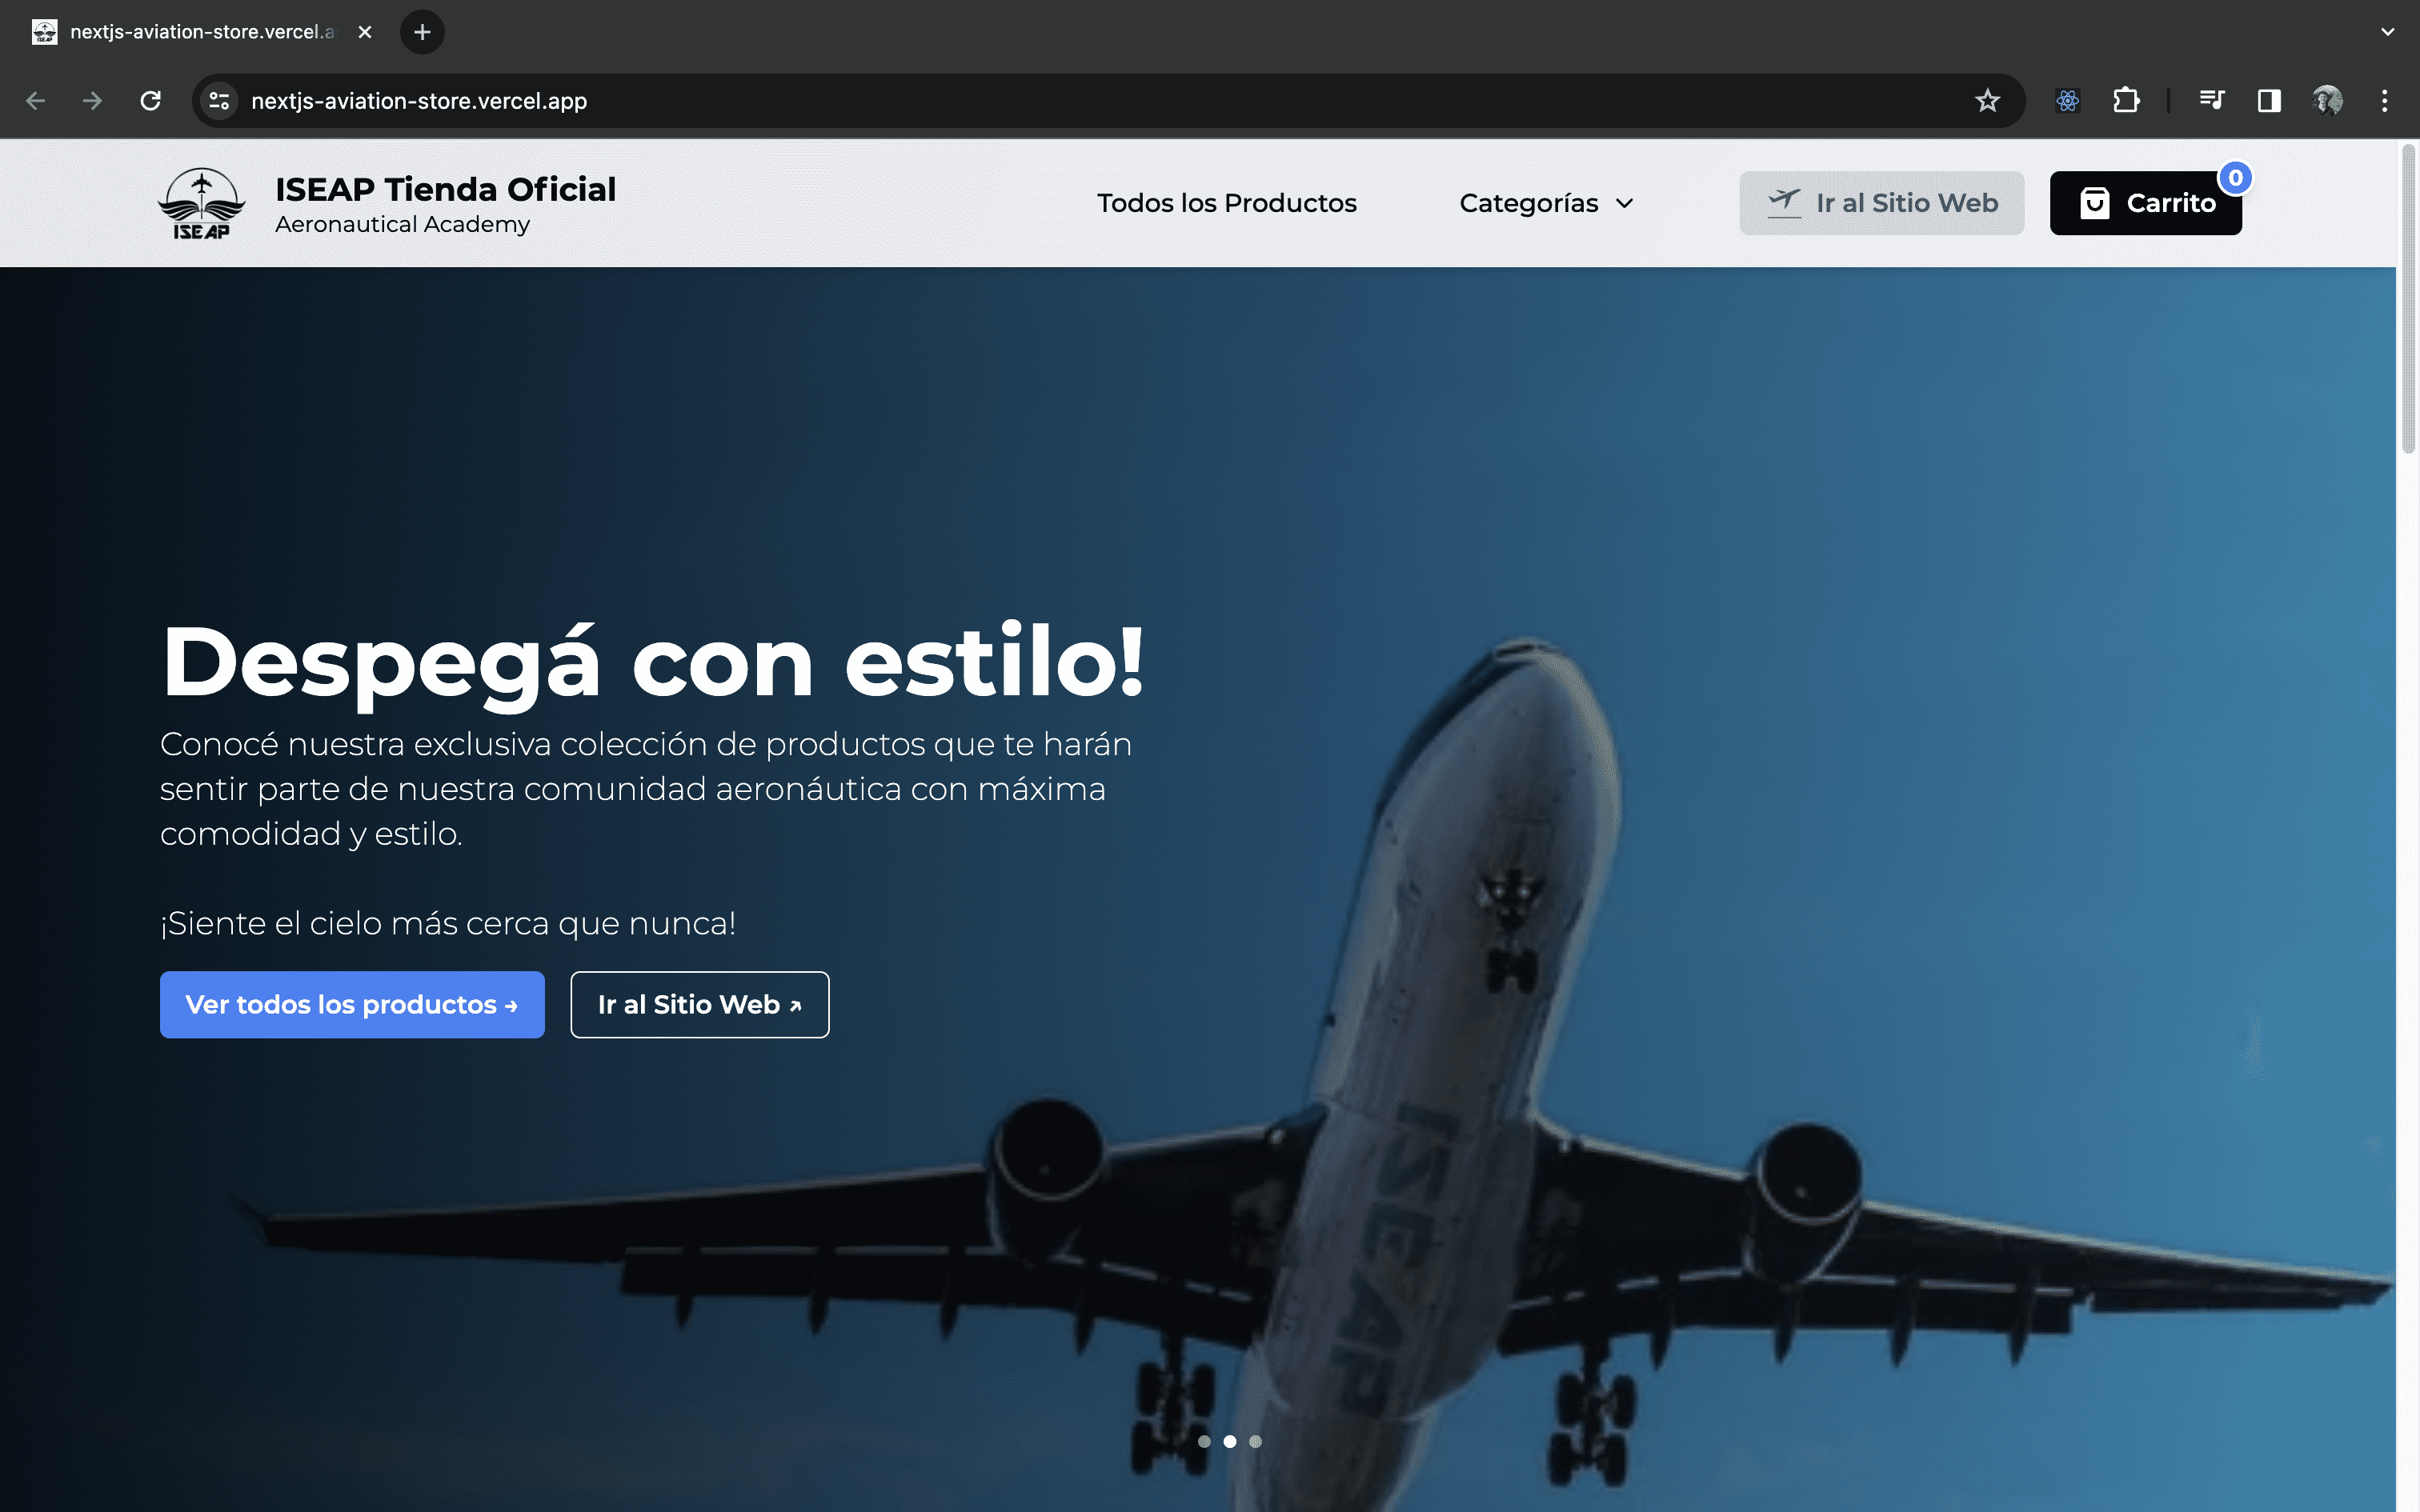 nextjs-aviation-store.vercel.a
nextjs-aviation-store.vercel.app
ISEAP
ISEAP Tienda Oficial
Aeronautical Academy
Todos los Productos
Categorías
Ir al Sitio Web
Carrito
0
Despegá con estilo!
Conocé nuestra exclusiva colección de productos que te harán
sentir parte de nuestra comunidad aeronáutica con máxima
comodidad y estilo.
¡Siente el cielo más cerca que nunca!
Ver todos los productos →
Ir al Sitio Web ↗
ISEAP